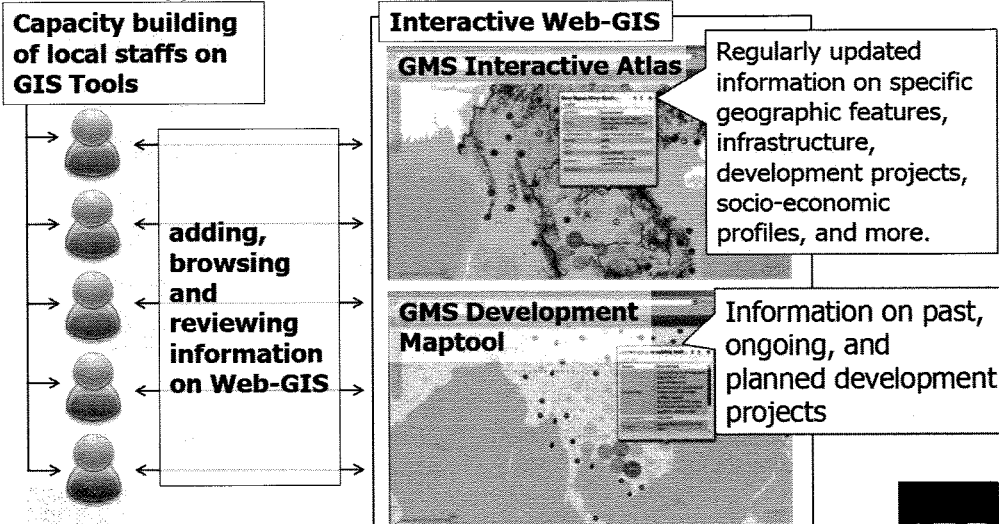 Capacity building
of local staffs on
GIS Tools
adding,
browsing
and
reviewing
information
on Web-GIS
Interactive Web-GIS
GMS Interactive Atlas
Regularly updated
information on specific
geographic features,
infrastructure,
development projects,
socio-economic
profiles, and more.
GMS Development
Maptool
Information on past,
ongoing, and
planned development
projects